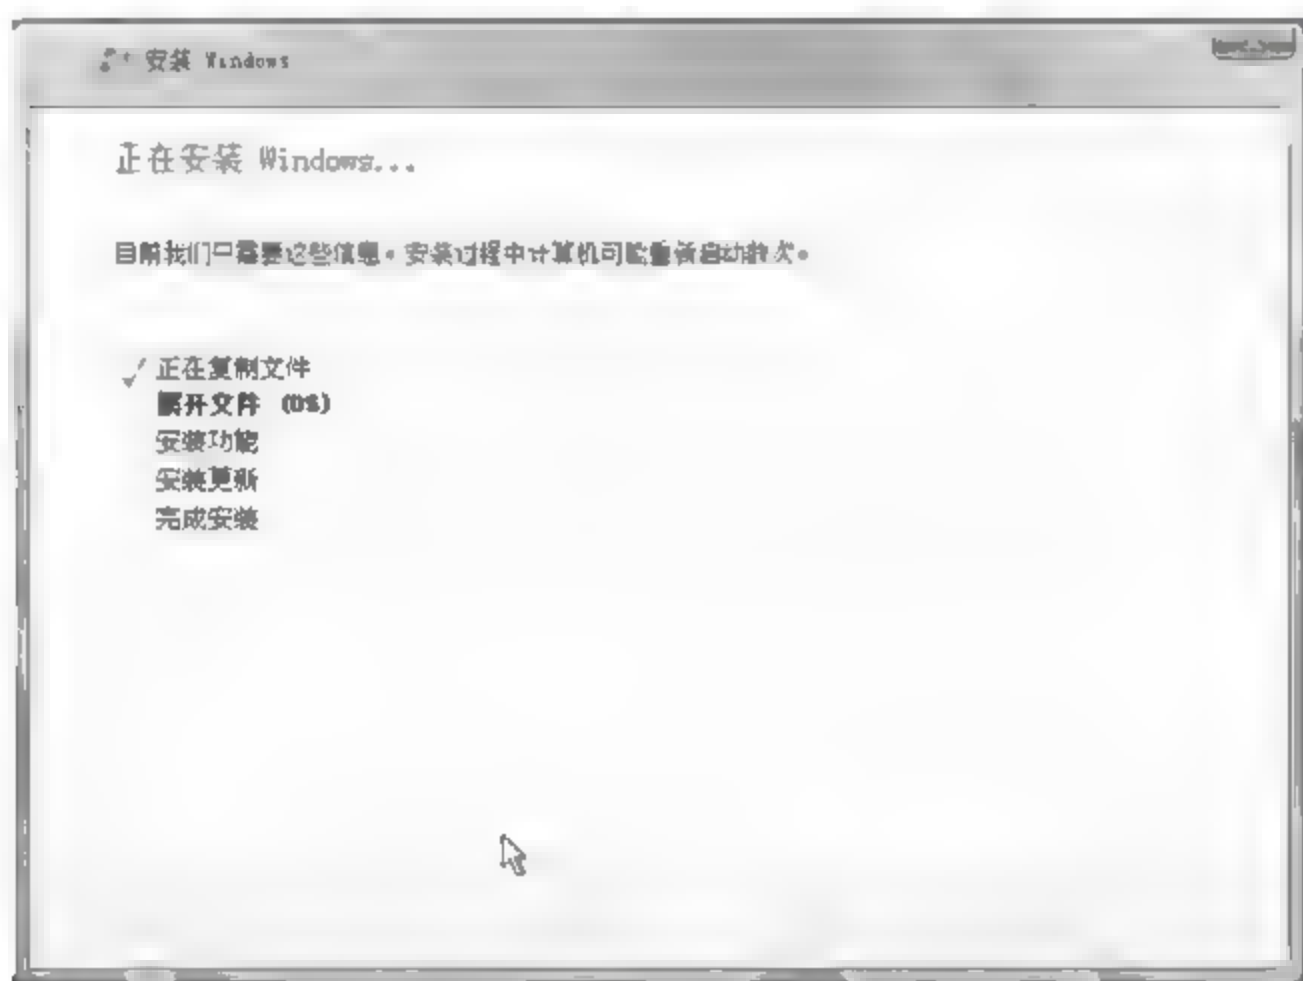 安装 Windows
正在安装 Windows...
目前我们只需要这些信息。安装过程中计算机可能重新启动数次。
正在复制文件
展开文件 (0%)
安装功能
安装更新
完成安装